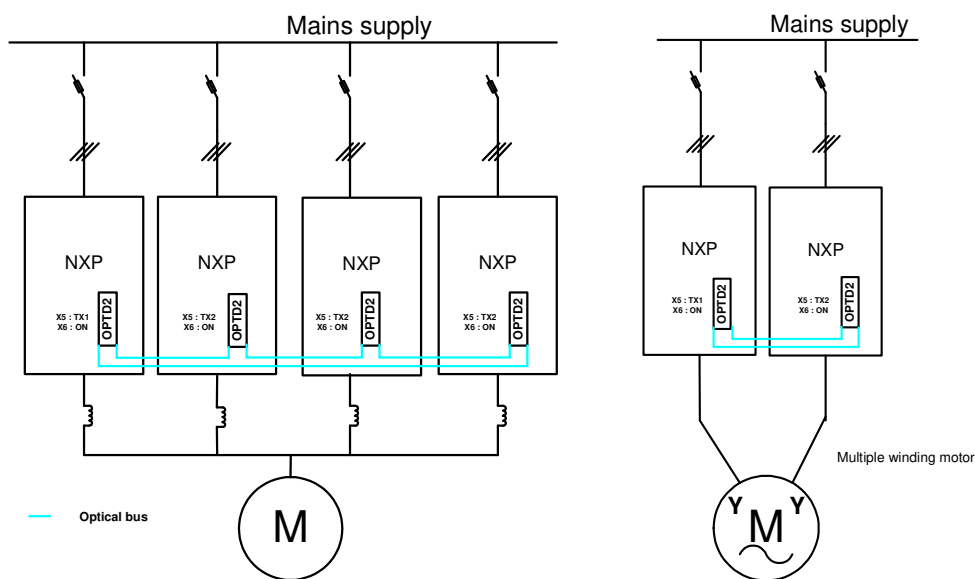 Mains supply
NXP
NXP
NXP
NXP
X5 : TX1
X6 : ON
OPTD2
X5 : TX2
X6 : ON
OPTD2
X5 : TX2
X6 : ON
OPTD2
X5 : TX2
X6 : ON
OPTD2
M
Optical bus
Mains supply
NXP
NXP
X5 : TX1
X6 : ON
OPTD2
X5 : TX2
X6 : ON
OPTD2
Multiple winding motor
Y
Y
M